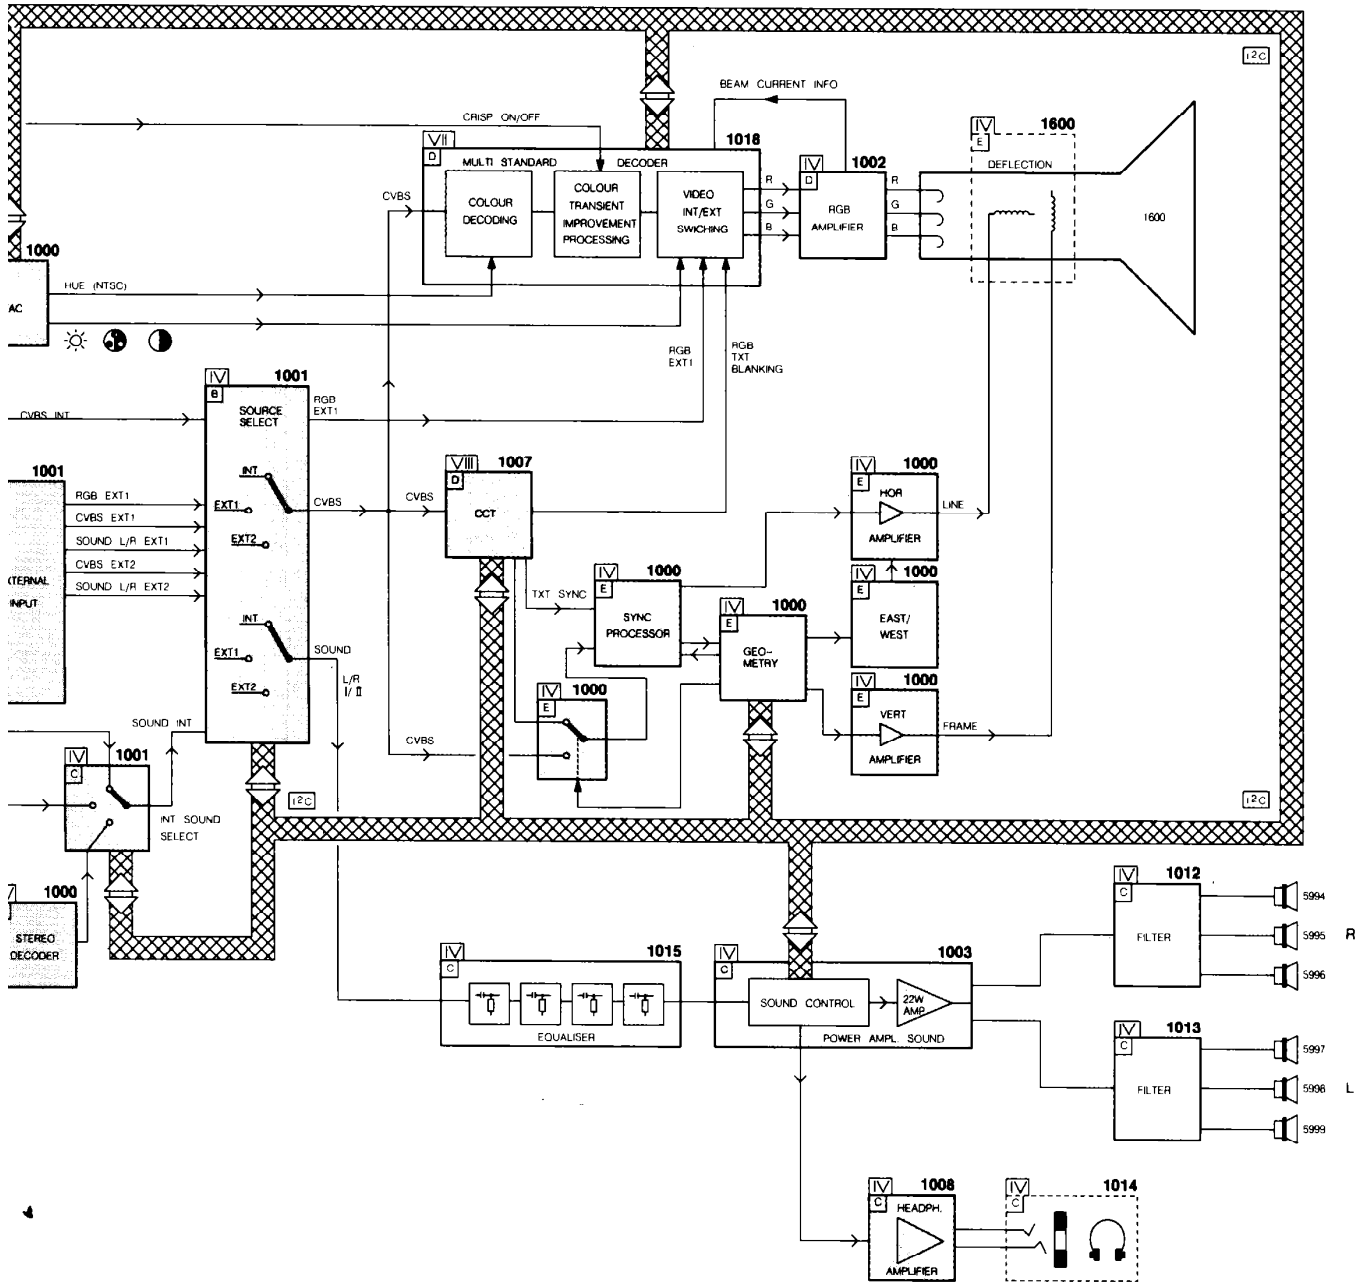 I²C
BEAM CURRENT INFO
CRISP ON/OFF
IV
1600
E
DEFLECTION
VII
1018
D
MULTI STANDARD DECODER
IV
1002
D
CVBS
COLOUR
DECODING
COLOUR
TRANSIENT
IMPROVEMENT
PROCESSING
VIDEO
INT/EXT
SWICHING
R
G
B
RGB
AMPLIFIER
R
G
B
1600
1000
AC
HUE (NTSC)
RGB
EXT1
RGB
TXT
BLANKING
IV
1001
B
CVBS INT
SOURCE
SELECT
RGB
EXT1
1001
RGB EXT1
CVBS EXT1
SOUND L/R EXT1
CVBS EXT2
SOUND L/R EXT2
XTERNAL
INPUT
INT
EXT1
EXT2
CVBS
CVBS
VIII
1007
D
CCT
IV
1000
E
HOR
AMPLIFIER
LINE
TXT SYNC
IV
1000
E
SYNC
PROCESSOR
IV
1000
E
GEO-
METRY
IV
1000
E
EAST/
WEST
INT
EXT1
EXT2
SOUND
L/R
I/II
IV
1000
E
CVBS
IV
1000
E
VERT
AMPLIFIER
FRAME
SOUND INT
IV
1001
C
INT SOUND
SELECT
I²C
I²C
V
1000
STEREO
DECODER
IV
1015
C
EQUALISER
IV
1003
C
SOUND CONTROL
22W
AMP
POWER AMPL. SOUND
IV
1012
C
FILTER
5994
5995
R
5996
IV
1013
C
FILTER
5997
5998
L
5999
IV
1008
C
HEADPH.
AMPLIFIER
IV
1014
C